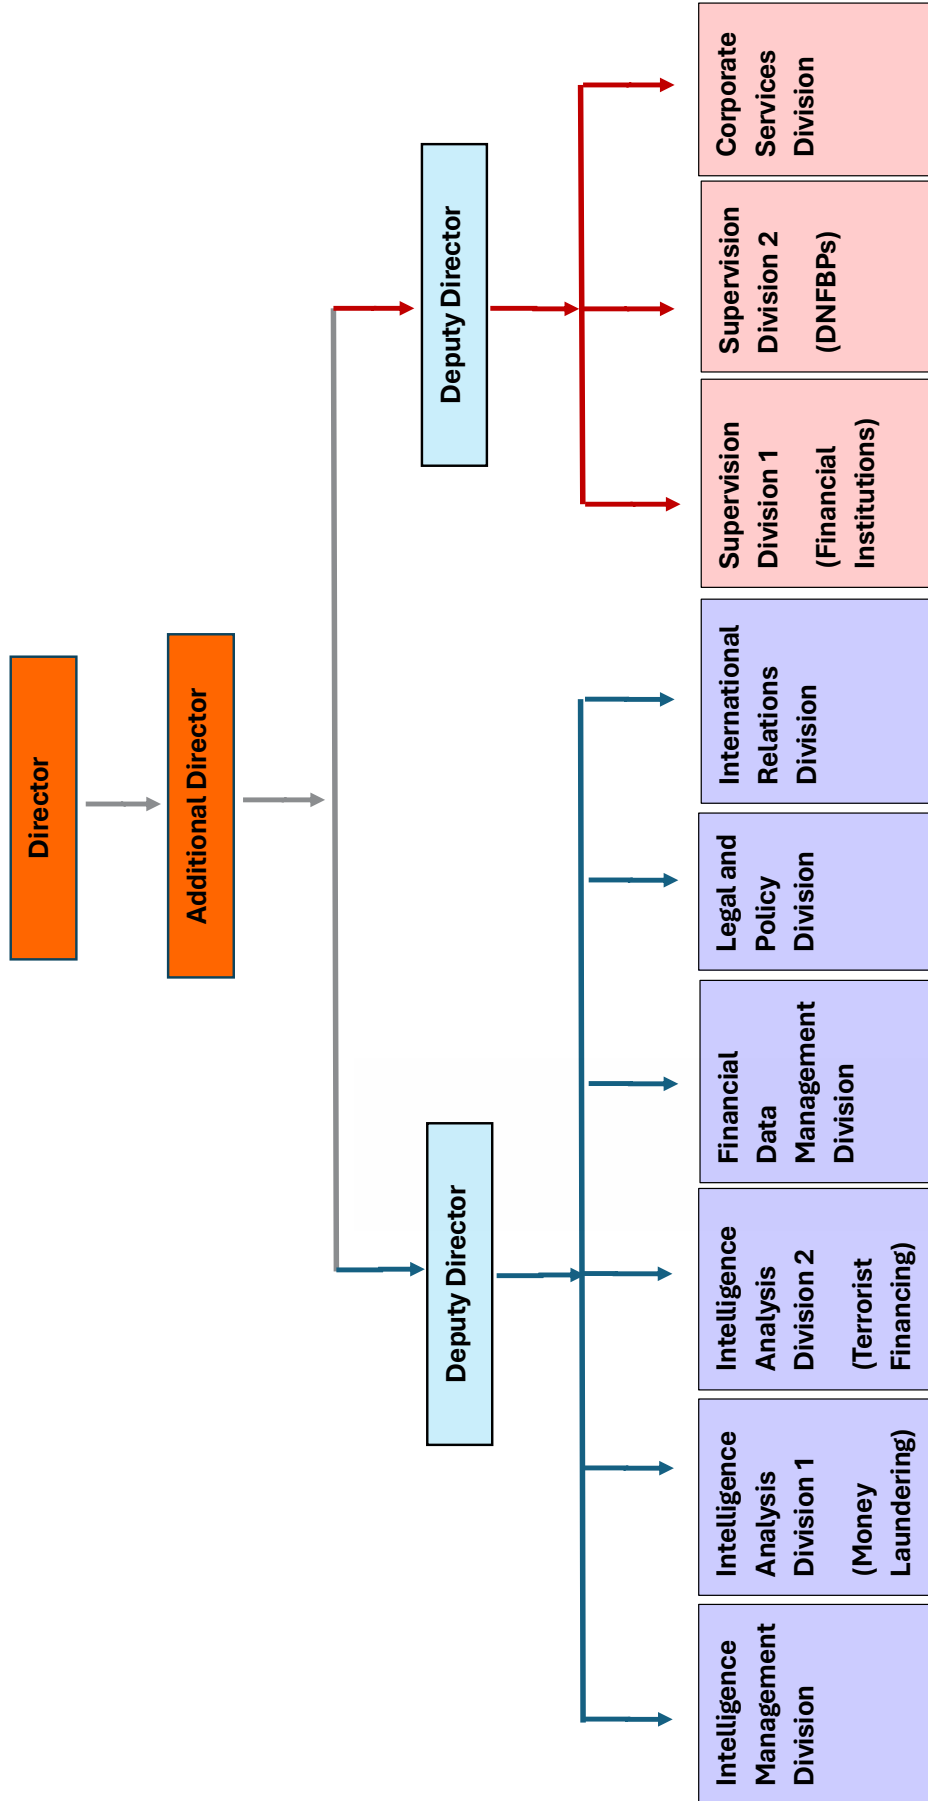 Director
Additional Director
Deputy Director
Deputy Director
Intelligence
Management
Division
Intelligence
Analysis
Division 1
(Money
Laundering)
Intelligence
Analysis
Division 2
(Terrorist
Financing)
Financial
Data
Management
Division
Legal and
Policy
Division
International
Relations
Division
Supervision
Division 1
(Financial
Institutions)
Supervision
Division 2
(DNFBPs)
Corporate
Services
Division